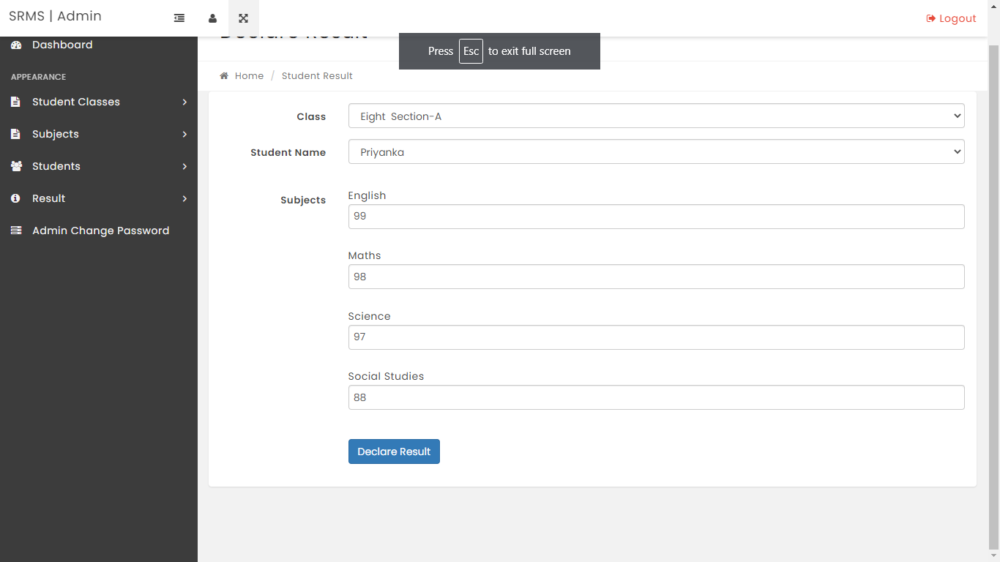 SRMS | Admin
Logout
Declare Result
Press Esc to exit full screen
Dashboard
APPEARANCE
Student Classes
Subjects
Students
Result
Admin Change Password
Home / Student Result
Class
Eight Section-A
Student Name
Priyanka
Subjects
English
99
Maths
98
Science
97
Social Studies
88
Declare Result